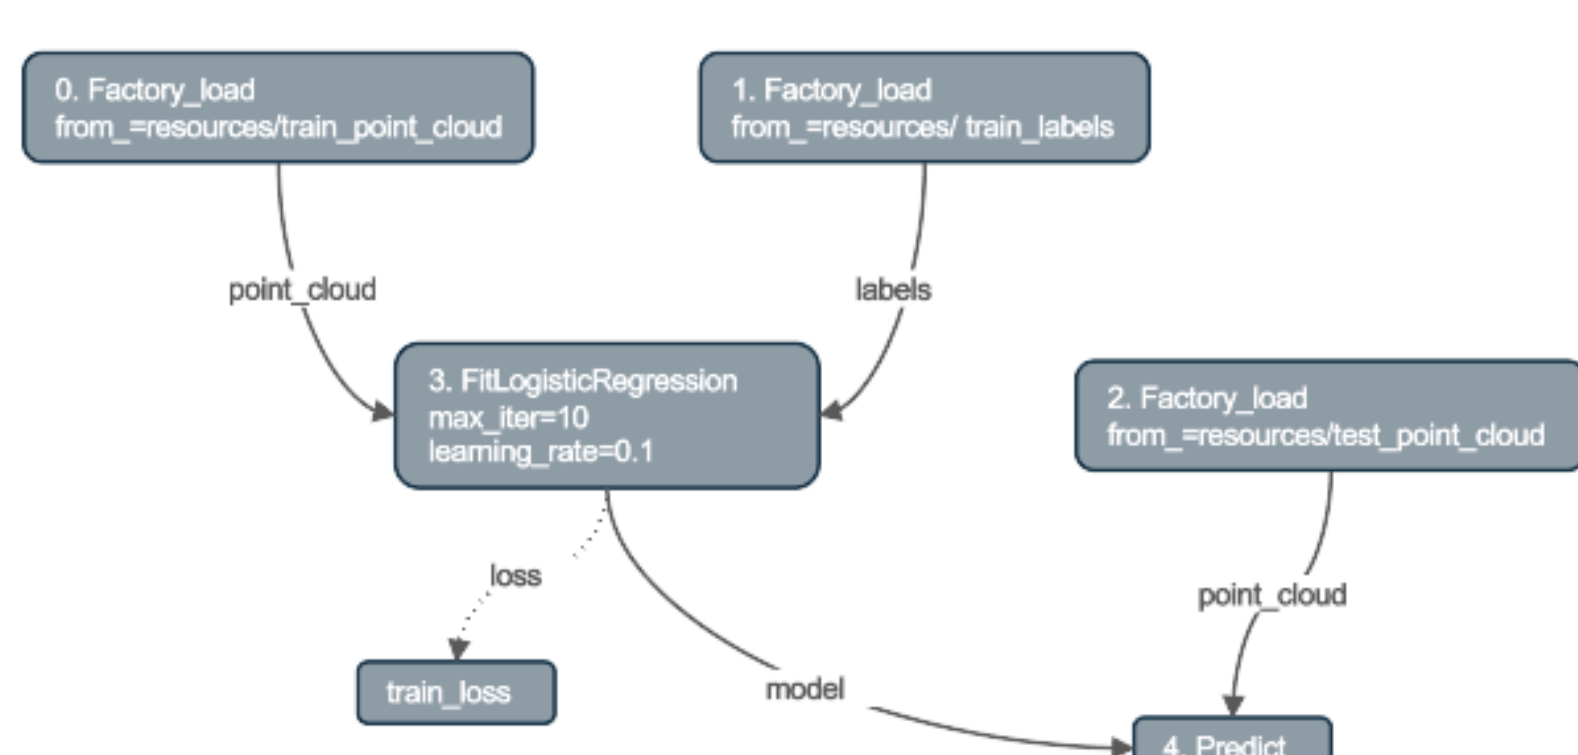 0. Factory_load
from_=resources/train_point_cloud
1. Factory_load
from_=resources/ train_labels
point_cloud
labels
3. FitLogisticRegression
max_iter=10
learning_rate=0.1
2. Factory_load
from_=resources/test_point_cloud
loss
point_cloud
train_loss
model
4. Predict